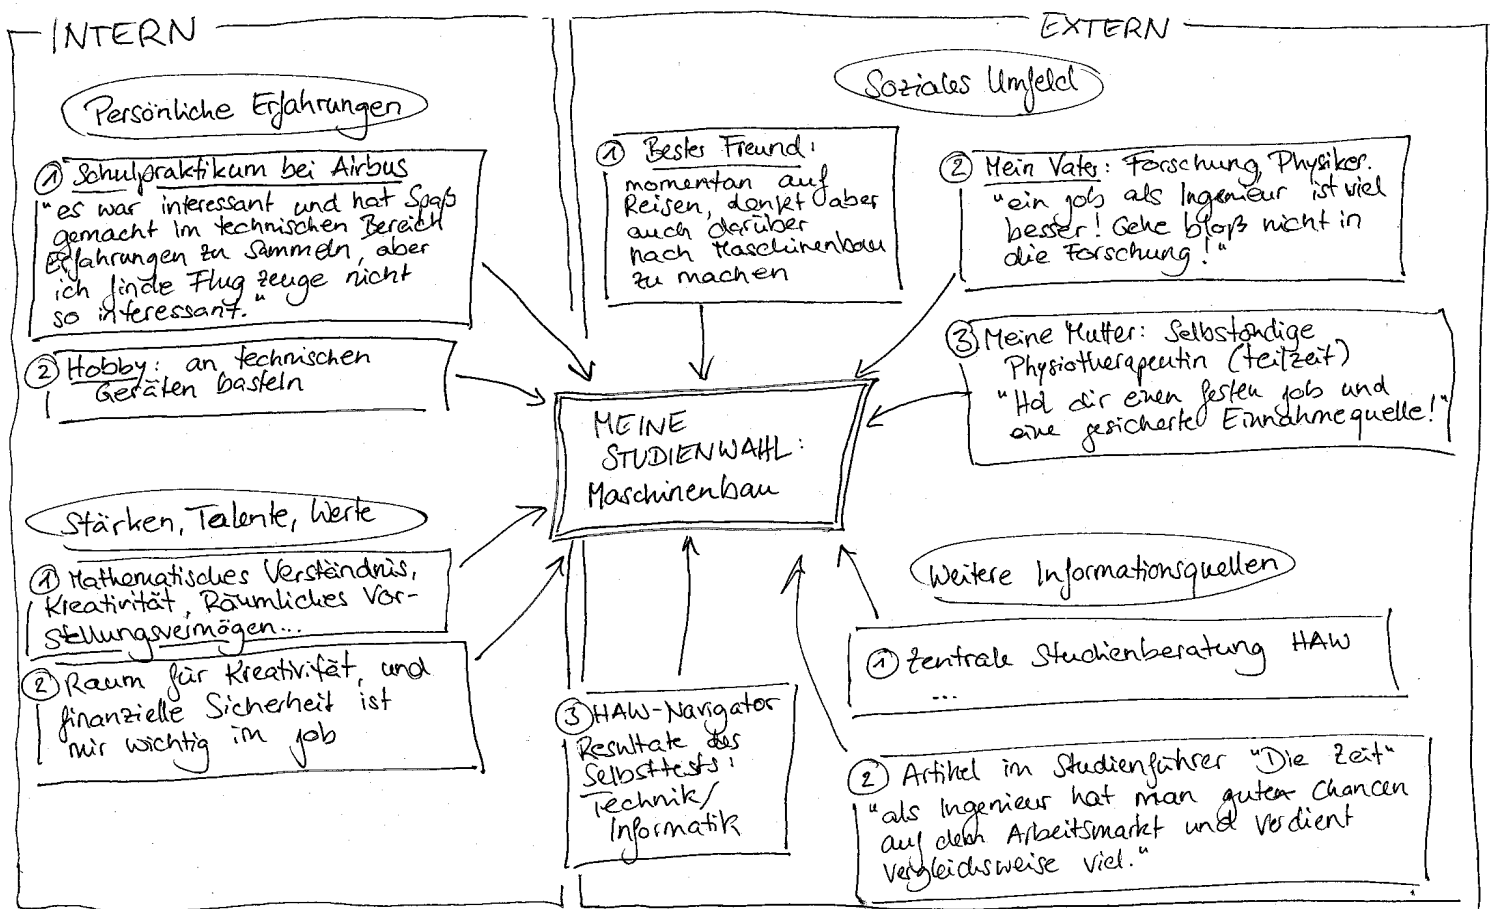 INTERN
Persönliche Erfahrungen
① Schulpraktikum bei Airbus
"es war interessant und hat Spaß
gemacht im technischen Bereich
Erfahrungen zu sammeln, aber
ich finde Flugzeuge nicht
so interessant."
② Hobby: an technischen
Geräten basteln
Stärken, Talente, Werte
① Mathematisches Verständnis,
Kreativität, Räumliches Vor-
stellungsvermögen...
② Raum für Kreativität, und
finanzielle Sicherheit ist
mir wichtig im Job
MEINE
STUDIENWAHL:
Maschinenbau
EXTERN
Soziales Umfeld
① Bester Freund:
momentan auf
Reisen, denkt aber
auch darüber
nach Maschinenbau
zu machen
② Mein Vater: Forschung, Physiker.
"ein Job als Ingenieur ist viel
besser! Gehe bloß nicht in
die Forschung!"
③ Meine Mutter: Selbständige
Physiotherapeutin (teilzeit)
"Hol dir einen festen Job und
eine gesicherte Einnahmequelle!"
Weitere Informationsquellen
① Zentrale Studienberatung HAW
...
② Artikel im Studienführer "Die Zeit"
"als Ingenieur hat man guten Chancen
auf dem Arbeitsmarkt und verdient
vergleichsweise viel."
③ HAW-Navigator
Resultate des
Selbsttests:
Technik/
Informatik